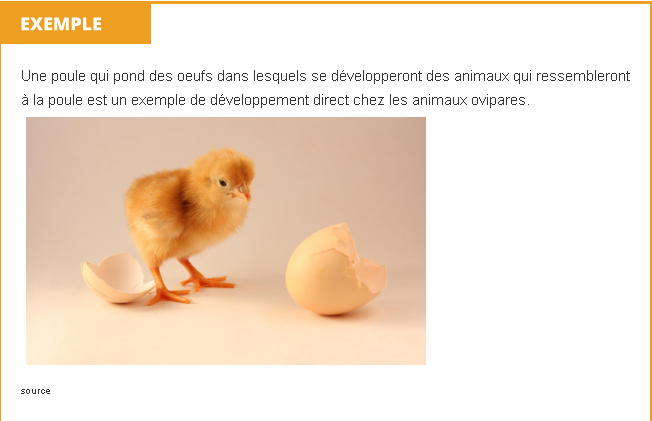 EXEMPLE
Une poule qui pond des oeufs dans lesquels se développeront des animaux qui ressembleront
à la poule est un exemple de développement direct chez les animaux ovipares.
source